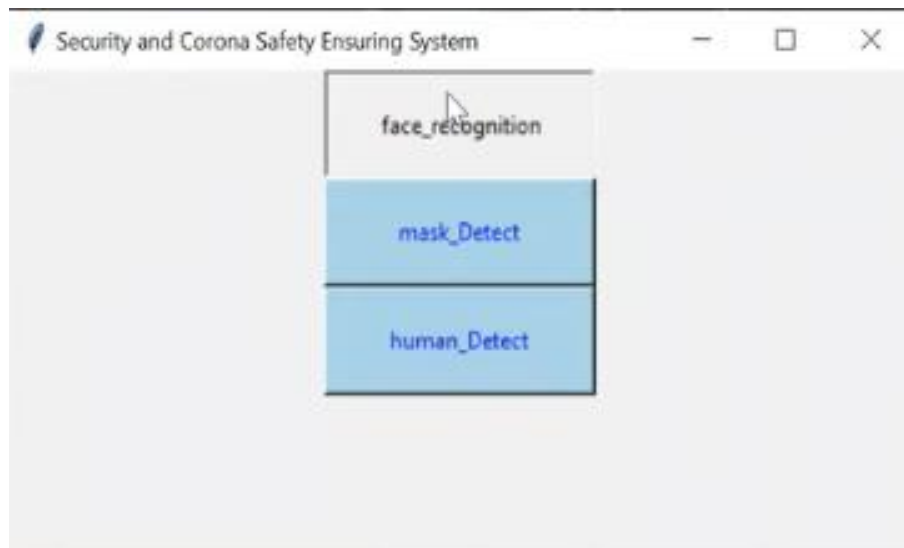 Security and Corona Safety Ensuring System
face_recognition
mask_Detect
human_Detect